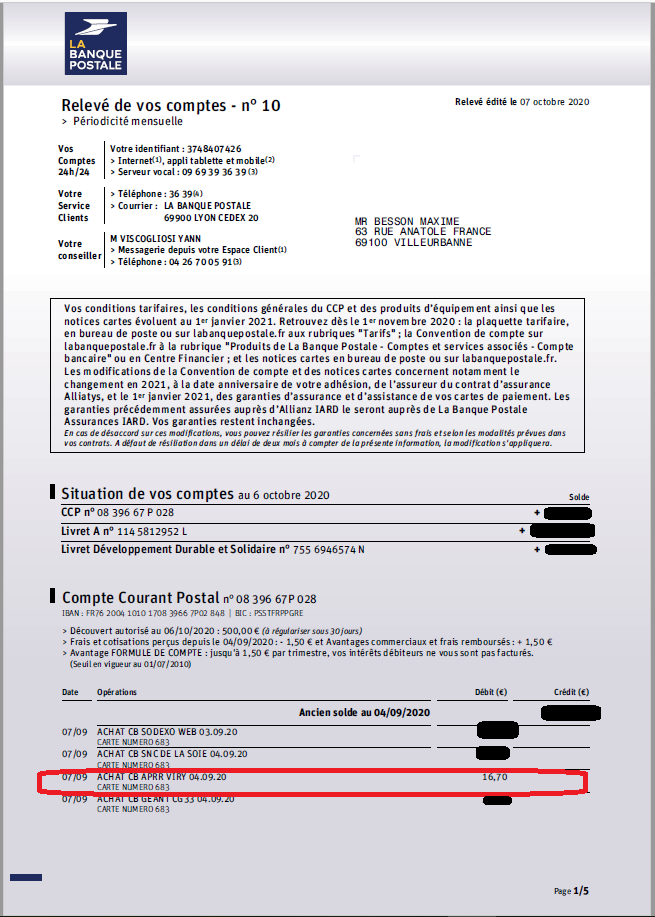 LA
BANQUE
POSTALE
Relevé de vos comptes - n° 10
> Périodicité mensuelle
Relevé édité le 07 octobre 2020
Vos Comptes 24h/24
Votre identifiant : 3748407426
> Internet(1), appli tablette et mobile(2)
> Serveur vocal : 09 69 39 36 39 (3)
Votre Service Clients
> Téléphone : 36 39(4)
> Courrier : LA BANQUE POSTALE
69900 LYON CEDEX 20
Votre conseiller
M VISCOGLIOSI YANN
> Messagerie depuis votre Espace Client(1)
> Téléphone : 04 26 70 05 91(3)
MR BESSON MAXIME
63 RUE ANATOLE FRANCE
69100 VILLEURBANNE
Vos conditions tarifaires, les conditions générales du CCP et des produits d'équipement ainsi que les
notices cartes évoluent au 1er janvier 2021. Retrouvez dès le 1er novembre 2020 : la plaquette tarifaire,
en bureau de poste ou sur labanquepostale.fr aux rubriques "Tarifs" ; la Convention de compte sur
labanquepostale.fr à la rubrique "Produits de La Banque Postale - Comptes et services associés - Compte
bancaire" ou en Centre Financier ; et les notices cartes en bureau de poste ou sur labanquepostale.fr.
Les modifications de la Convention de compte et des notices cartes concernent notamment le
changement en 2021, à la date anniversaire de votre adhésion, de l'assureur du contrat d'assurance
Alliatys, et le 1er janvier 2021, des garanties d'assurance et d'assistance de vos cartes de paiement. Les
garanties précédemment assurées auprès d'Allianz IARD le seront auprès de La Banque Postale
Assurances IARD. Vos garanties restent inchangées.
En cas de désaccord sur ces modifications, vous pouvez résilier les garanties concernées sans frais et selon les modalités prévues dans
vos contrats. A défaut de résiliation dans un délai de deux mois à compter de la présente information, la modification s'appliquera.
Situation de vos comptes au 6 octobre 2020
Solde
CCP n° 08 396 67 P 028 +
Livret A n° 114 5812952 L +
Livret Développement Durable et Solidaire n° 755 6946574 N +
Compte Courant Postal n° 08 396 67P 028
IBAN : FR76 2004 1010 1708 3966 7P02 848 | BIC : PSSTFRPPGRE
> Découvert autorisé au 06/10/2020 : 500,00 € (à régulariser sous 30 jours)
> Frais et cotisations perçus depuis le 04/09/2020 : - 1,50 € et Avantages commerciaux et frais remboursés : + 1,50 €
> Avantage FORMULE DE COMPTE : jusqu'à 1,50 € par trimestre, vos intérêts débiteurs ne vous sont pas facturés.
(Seuil en vigueur au 01/07/2010)
Date Opérations Débit (€) Crédit (€)
Ancien solde au 04/09/2020
07/09 ACHAT CB SODEXO WEB 03.09.20
CARTE NUMERO 683
07/09 ACHAT CB SNC DE LA SOIE 04.09.20
CARTE NUMERO 683
07/09 ACHAT CB APRR VIRY 04.09.20 16,70
CARTE NUMERO 683
07/09 ACHAT CB GEANT CG 33 04.09.20
CARTE NUMERO 683
Page 1/5